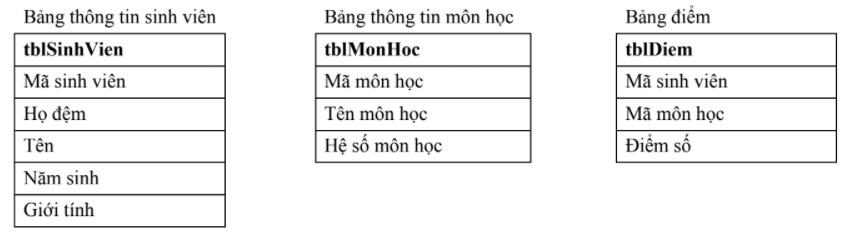 Bảng thông tin sinh viên
tblSinhVien
Mã sinh viên
Họ đệm
Tên
Năm sinh
Giới tính
Bảng thông tin môn học
tblMonHoc
Mã môn học
Tên môn học
Hệ số môn học
Bảng điểm
tblDiem
Mã sinh viên
Mã môn học
Điểm số